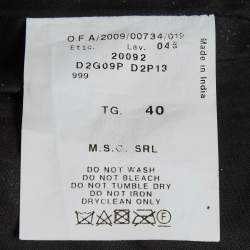 O.F.A/2009/00734/019
Etic. Lav. 045
20092
D2G09P D2P13
999
Made in India
TG. 40
M.S.C. SRL
DO NOT WASH
DO NOT BLEACH
DO NOT TUMBLE DRY
DO NOT IRON
DRYCLEAN ONLY
F